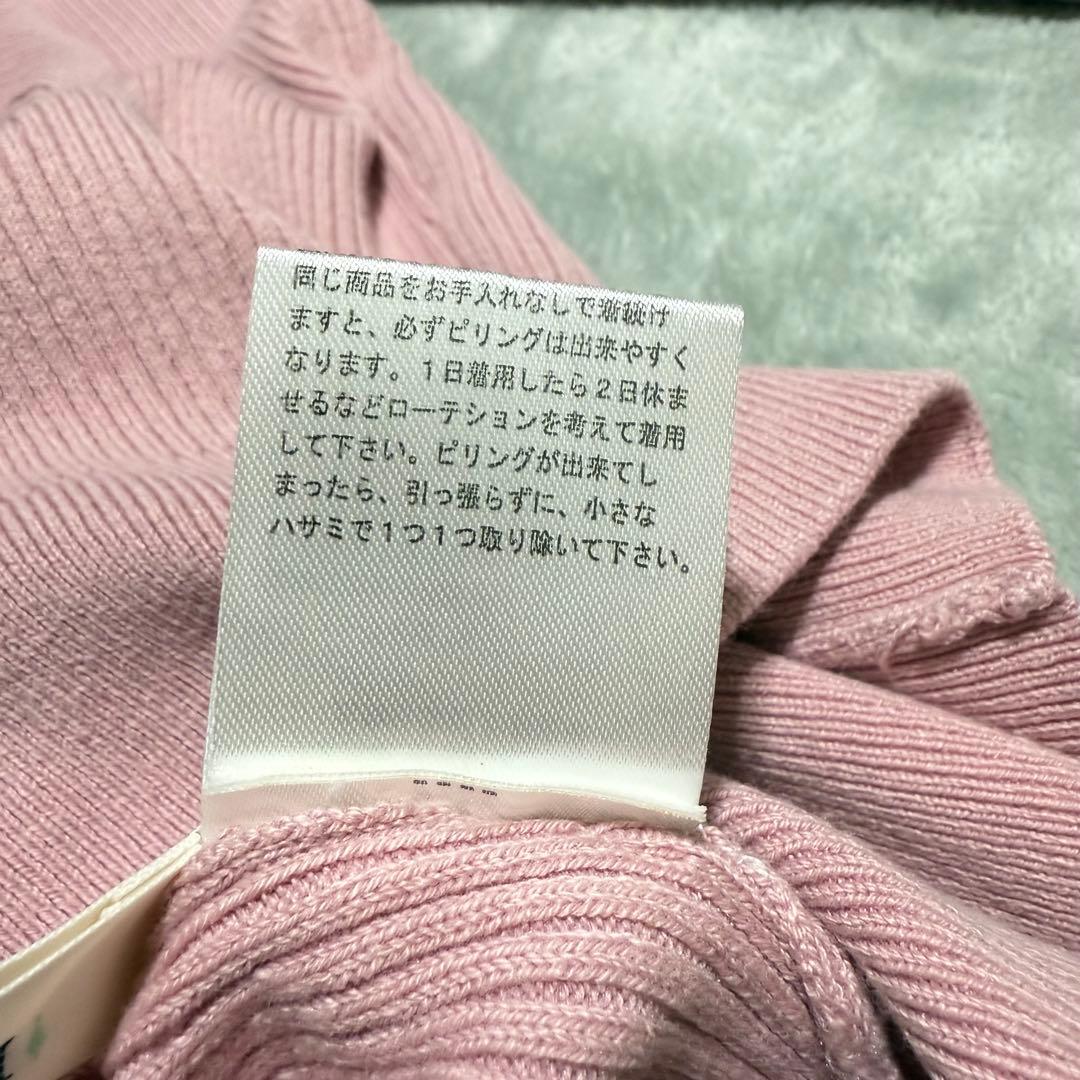 同じ商品をお手入れなしで着続け
ますと、必ずピリングは出来やすく
なります。1日着用したら2日休ま
せるなどローテションを考えて着用
して下さい。ピリングが出来てし
まったら、引っ張らずに、小さな
ハサミで1つ1つ取り除いて下さい。